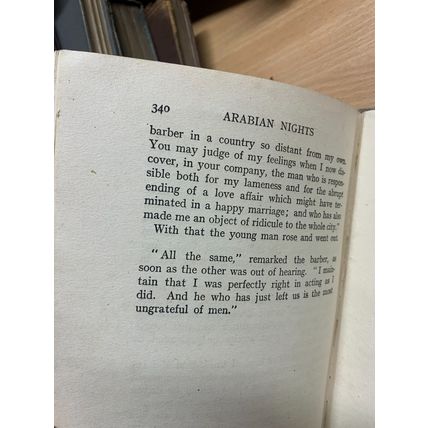 340 ARABIAN NIGHTS
barber in a country so distant from my own.
You may judge of my feelings when I now dis-
cover, in your company, the man who is respon-
sible both for my lameness and for the abrupt
ending of a love affair which might have ter-
minated in a happy marriage; and who has also
made me an object of ridicule to the whole city."
With that the young man rose and went out.
"All the same," remarked the barber, as
soon as the other was out of hearing. "I main-
tain that I was perfectly right in acting as I
did. And he who has just left us is the most
ungrateful of men."